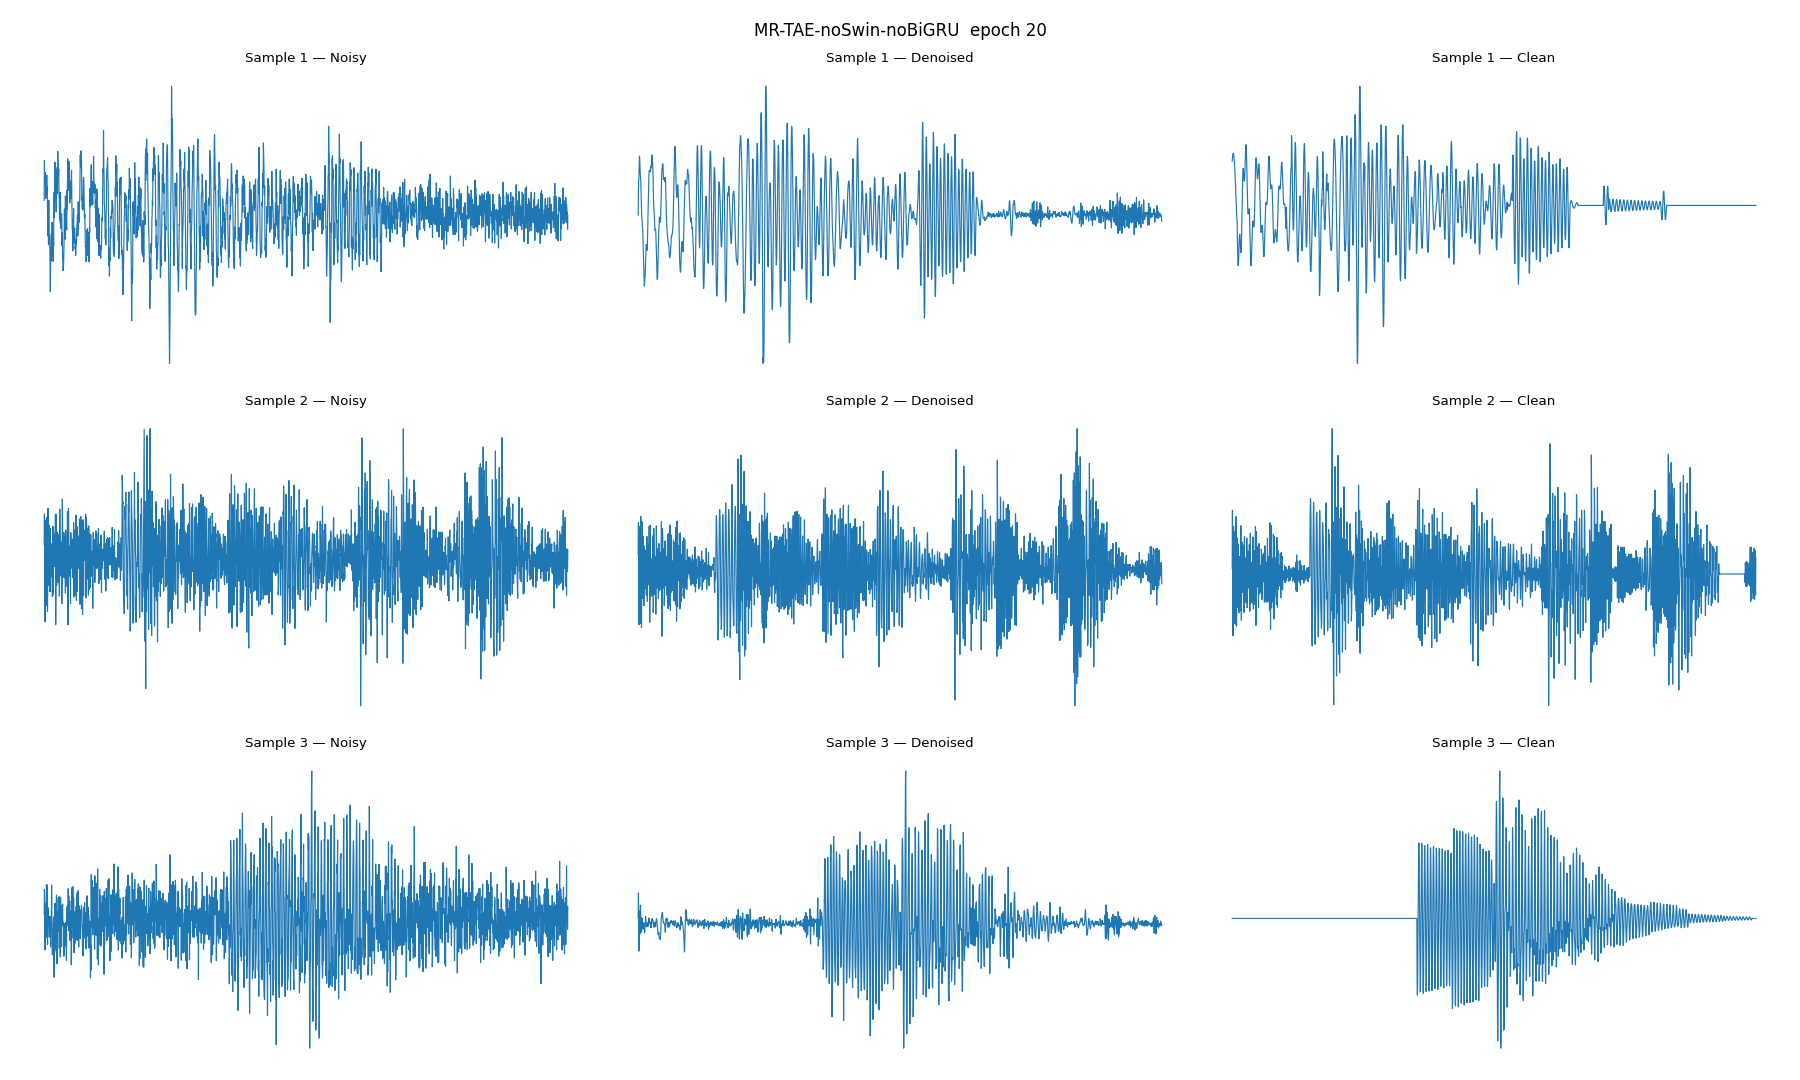 MR-TAE-noSwin-noBiGRU  epoch 20
Sample 1 — Noisy
Sample 1 — Denoised
Sample 1 — Clean
Sample 2 — Noisy
Sample 2 — Denoised
Sample 2 — Clean
Sample 3 — Noisy
Sample 3 — Denoised
Sample 3 — Clean